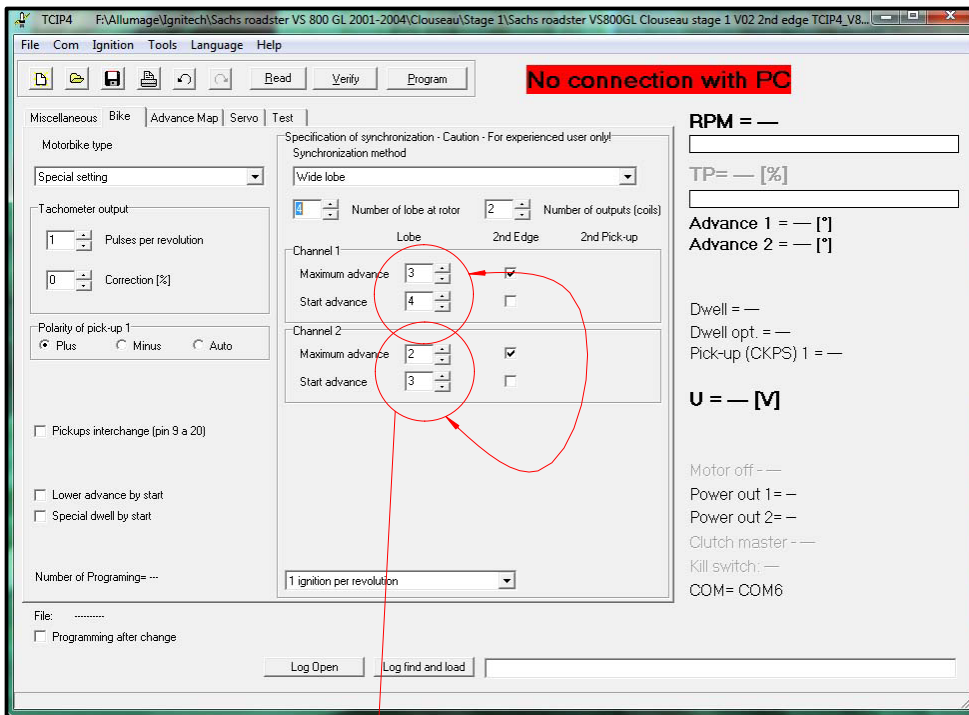 TCIP4 F:\Allumage\Ignitech\Sachs roadster VS 800 GL 2001-2004\Clouseau\Stage 1\Sachs roadster VS800GL Clouseau stage 1 V02 2nd edge TCIP4_V8...
File Com Ignition Tools Language Help
Read Verify Program
No connection with PC
Miscellaneous Bike Advance Map Servo Test
Motorbike type
Special setting
Tachometer output
1 Pulses per revolution
0 Correction [%]
Polarity of pick-up 1
Plus Minus Auto
Pickups interchange (pin 9 a 20)
Lower advance by start
Special dwell by start
Number of Programing= ---
Specification of synchronization - Caution - For experienced user only!
Synchronization method
Wide lobe
4 Number of lobe at rotor 2 Number of outputs (coils)
Lobe 2nd Edge 2nd Pick-up
Channel 1
Maximum advance 3
Start advance 4
Channel 2
Maximum advance 2
Start advance 3
1 ignition per revolution
RPM = —
TP= — [%]
Advance 1 = — [°]
Advance 2 = — [°]
Dwell = —
Dwell opt. = —
Pick-up (CKPS) 1 = —
U = — [V]
Motor off - —
Power out 1= –
Power out 2= –
Clutch master - —
Kill switch: —
COM= COM6
File: ----------
Programming after change
Log Open Log find and load